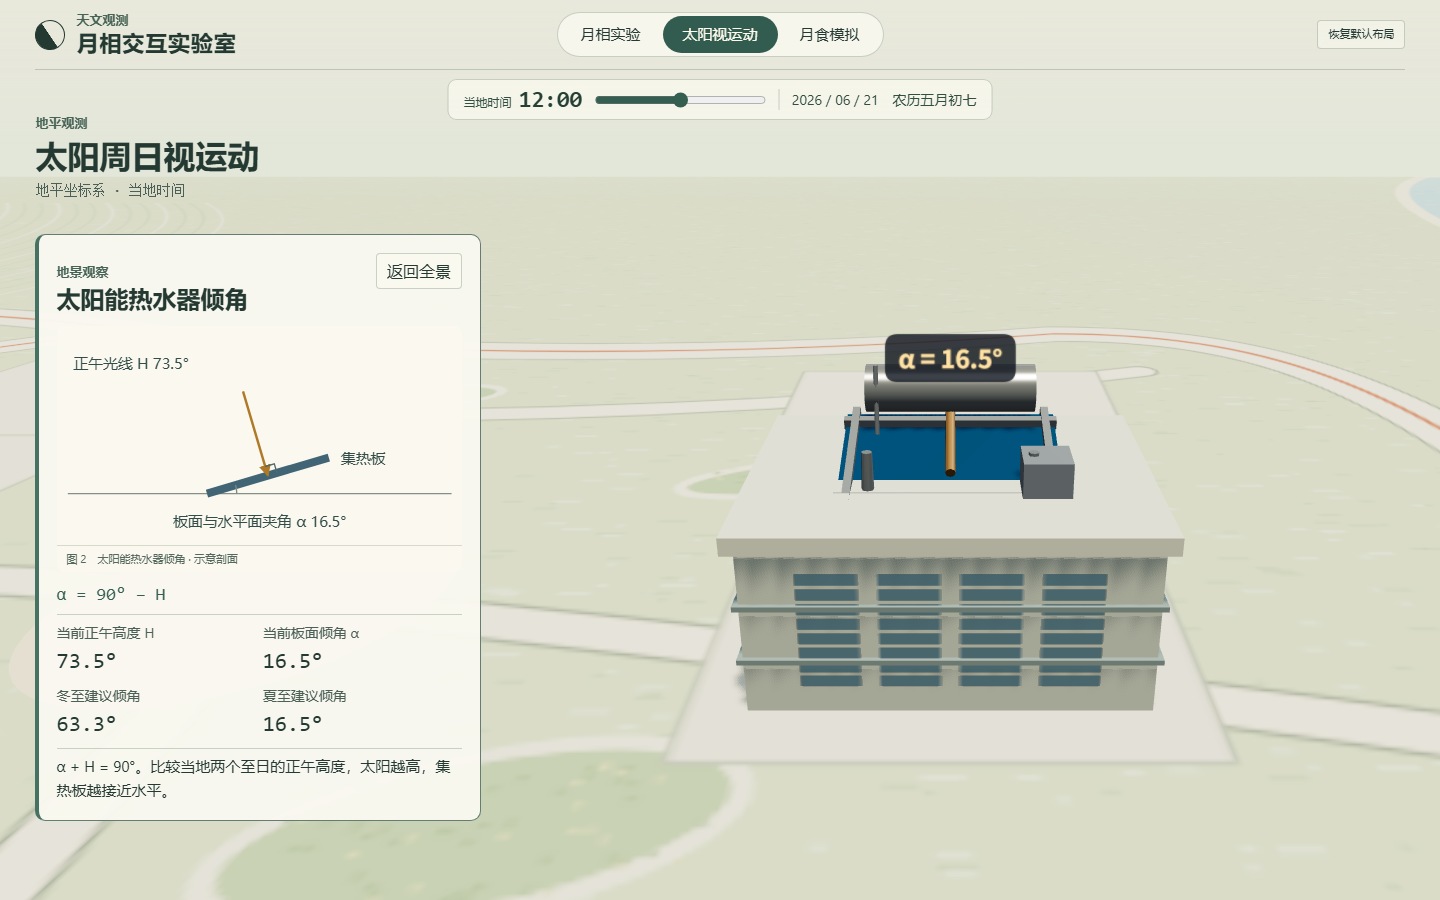 天文观测
月相交互实验室
月相实验
太阳视运动
月食模拟
恢复默认布局
当地时间 12:00 2026 / 06 / 21 农历五月初七
地平观测
太阳周日视运动
地平坐标系 · 当地时间
地景观察
太阳能热水器倾角
返回全景
正午光线 H 73.5°
集热板
板面与水平面夹角 α 16.5°
图 2 太阳能热水器倾角 · 示意剖面
α = 90° − H
当前正午高度 H
当前板面倾角 α
73.5°
16.5°
冬至建议倾角
夏至建议倾角
63.3°
16.5°
α + H = 90°。比较当地两个至日的正午高度，太阳越高，集
热板越接近水平。
α = 16.5°